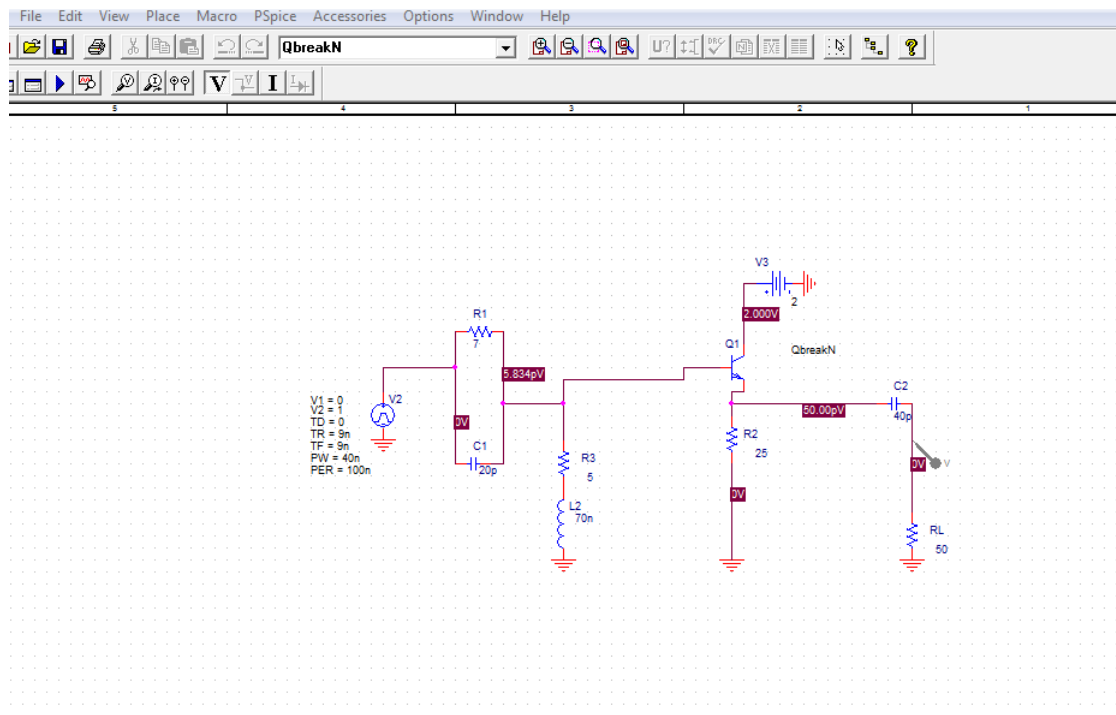 File Edit View Place Macro PSpice Accessories Options Window Help
QbreakN
U?
V V I I
5 4 3 2 1
V3
2
2.000V
R1
7
Q1
QbreakN
5.834pV
C2
V1 = 0
V2 = 1
TD = 0
TR = 9n
TF = 9n
PW = 40n
PER = 100n
V2
50.00pV
40p
0V
R2
25
C1
20p
R3
5
0V
V
0V
L2
70n
RL
50